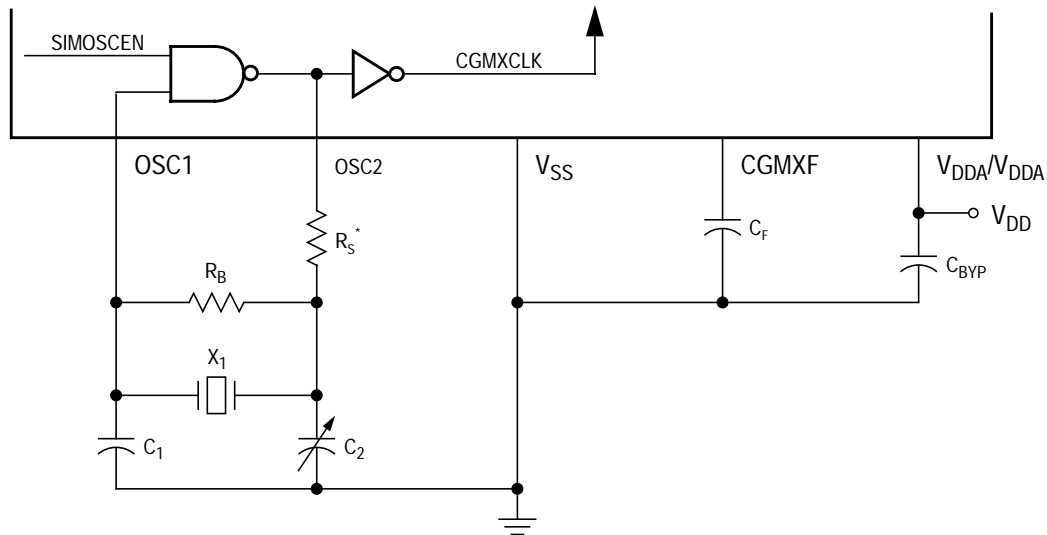 SIMOSCEN
CGMXCLK
OSC1
OSC2
VSS
CGMXF
VDDA/VDDA
VDD
RS*
CF
CBYP
RB
X1
C1
C2